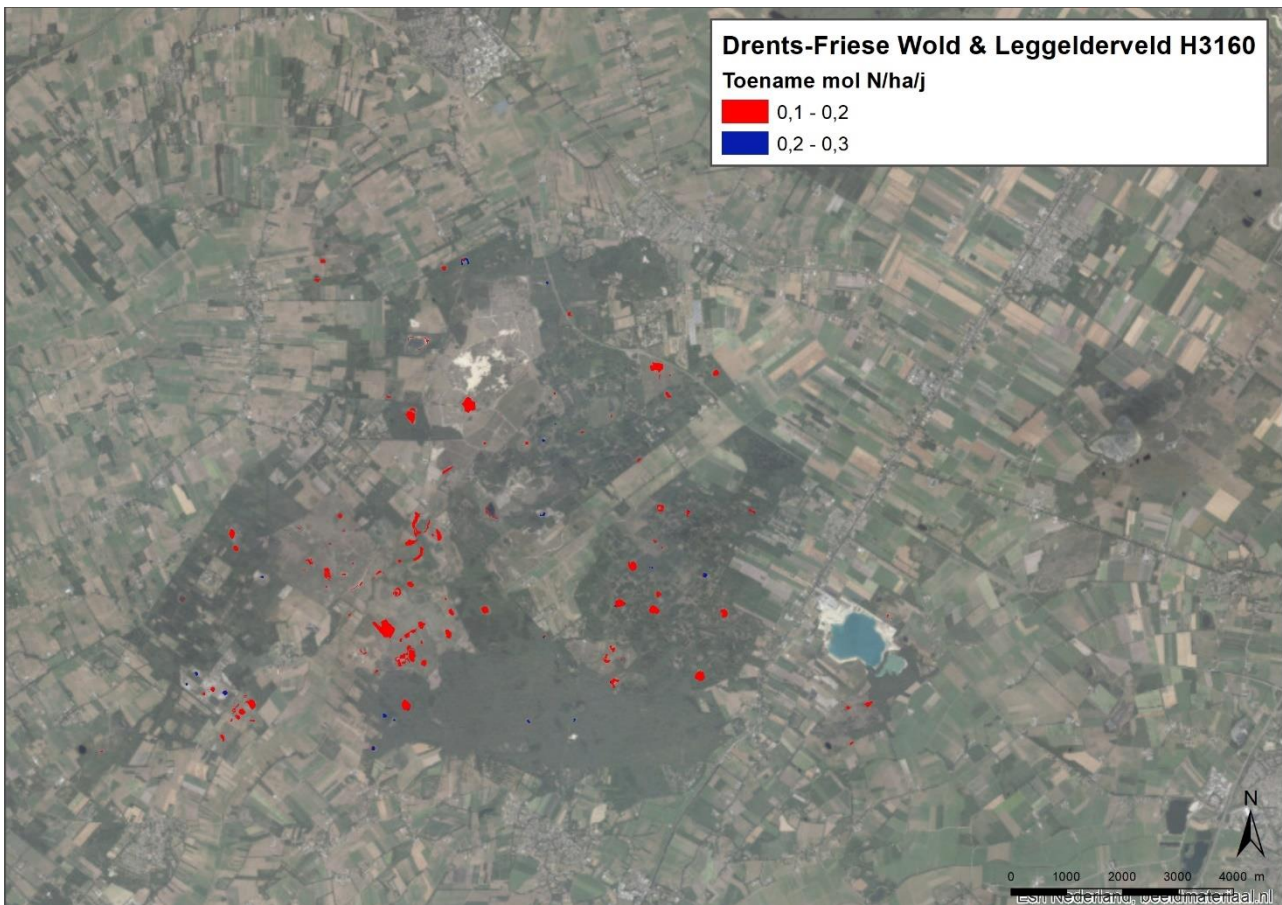 Drents-Friese Wold & Leggelderveld H3160
Toename mol N/ha/j
0,1 - 0,2
0,2 - 0,3
N
0 1000 2000 3000 4000 m
Esri Nederland, beeldmateriaal.nl